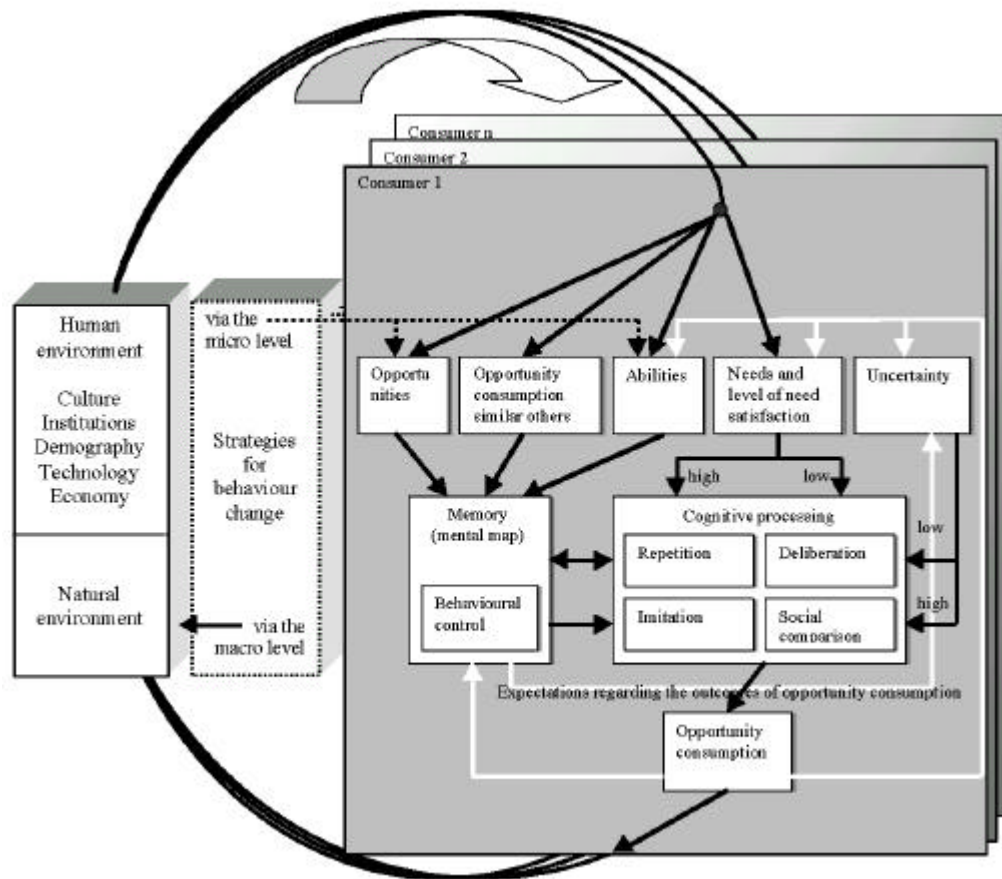 Consumer n
Consumer 2
Consumer 1
Human
environment
Culture
Institutions
Demography
Technology
Economy
Natural
environment
via the
micro level
Strategies
for
behaviour
change
via the
macro level
Opportu
nities
Opportunity
consumption
similar others
Abilities
Needs and
level of need
satisfaction
Uncertainty
high
low
Memory
(mental map)
Behavioural
control
Cognitive processing
Repetition
Deliberation
Imitation
Social
comparison
low
high
Expectations regarding the outcomes of opportunity consumption
Opportunity
consumption